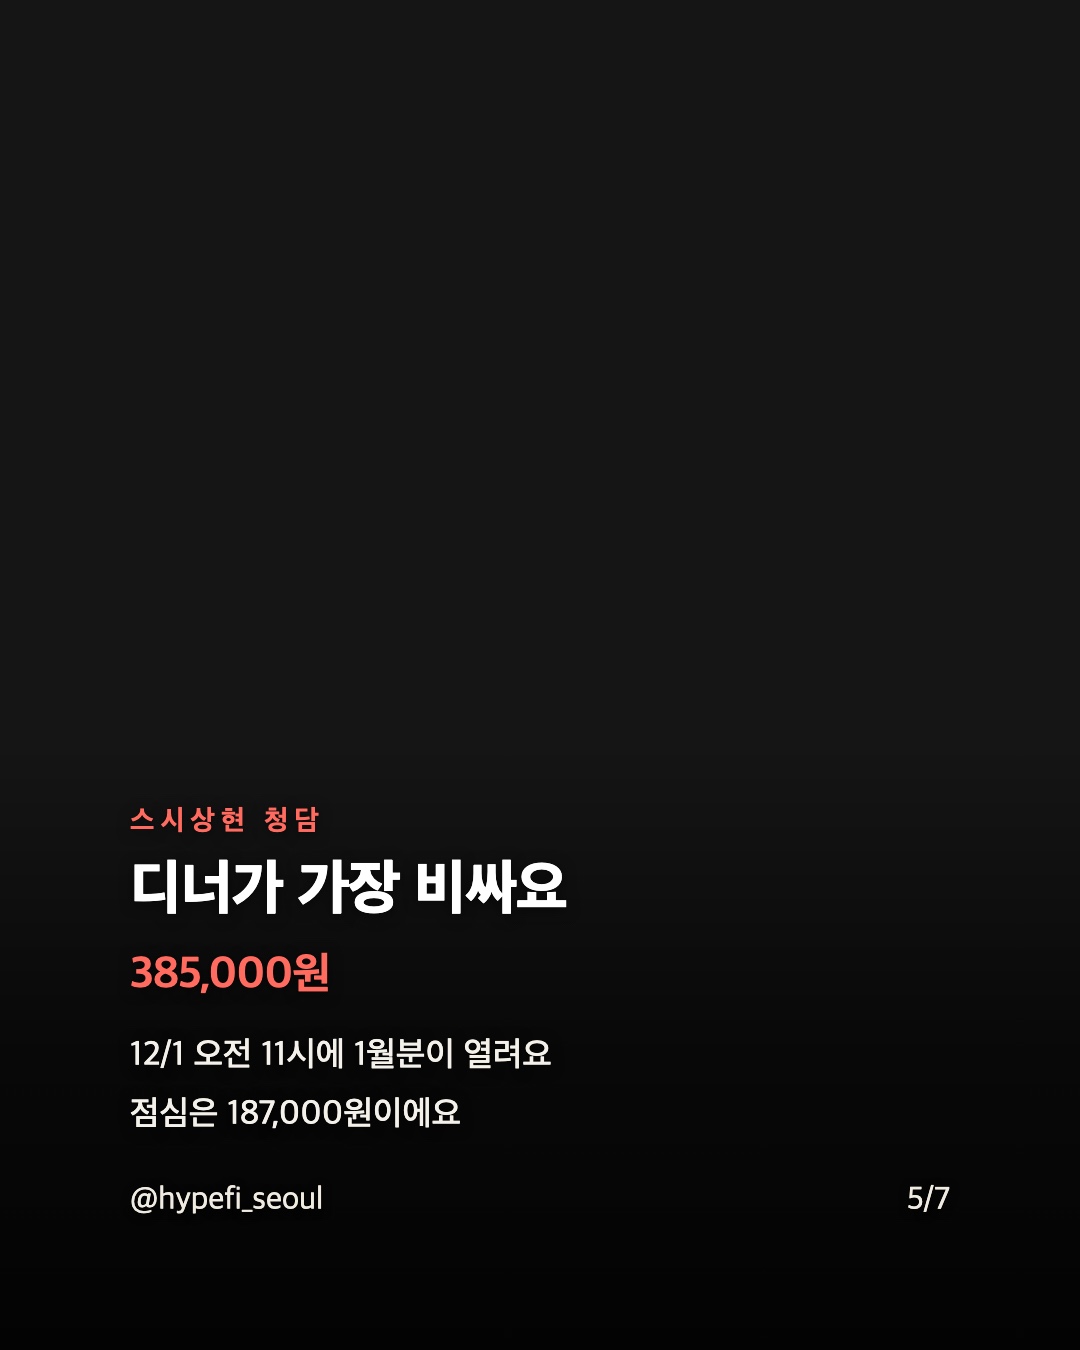 스시상현 청담
디너가 가장 비싸요
385,000원
12/1 오전 11시에 1월분이 열려요
점심은 187,000원이에요
@hypefi_seoul
5/7